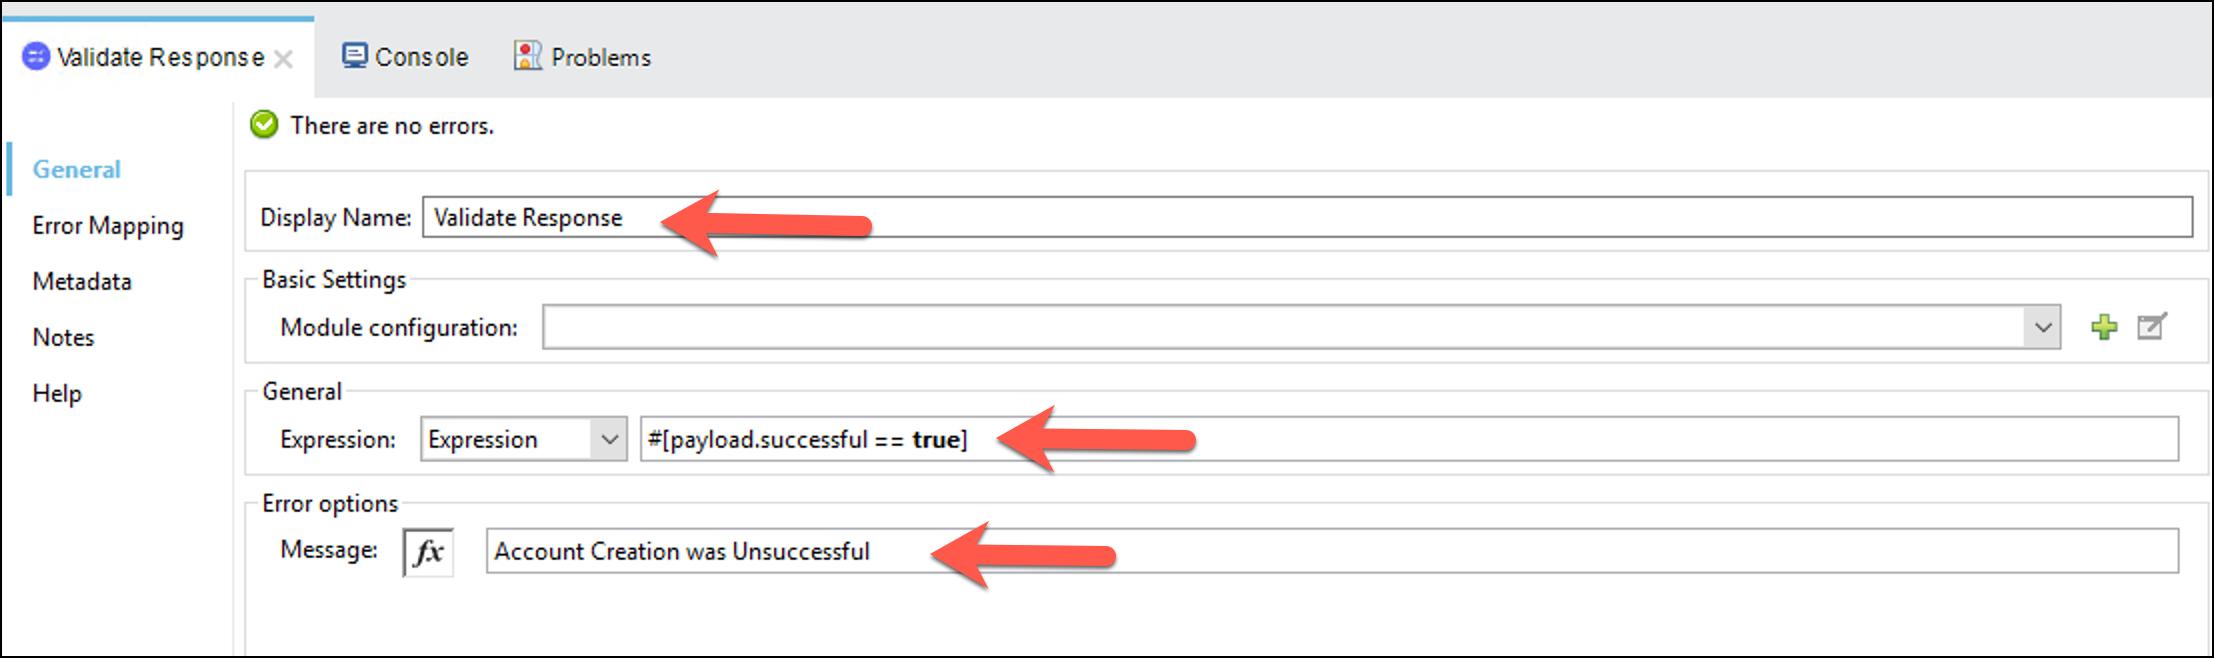 Validate Response Console Problems
There are no errors.
General
Error Mapping
Metadata
Notes
Help
Display Name: Validate Response
Basic Settings
Module configuration:
General
Expression: Expression #[payload.successful == true]
Error options
Message: fx Account Creation was Unsuccessful